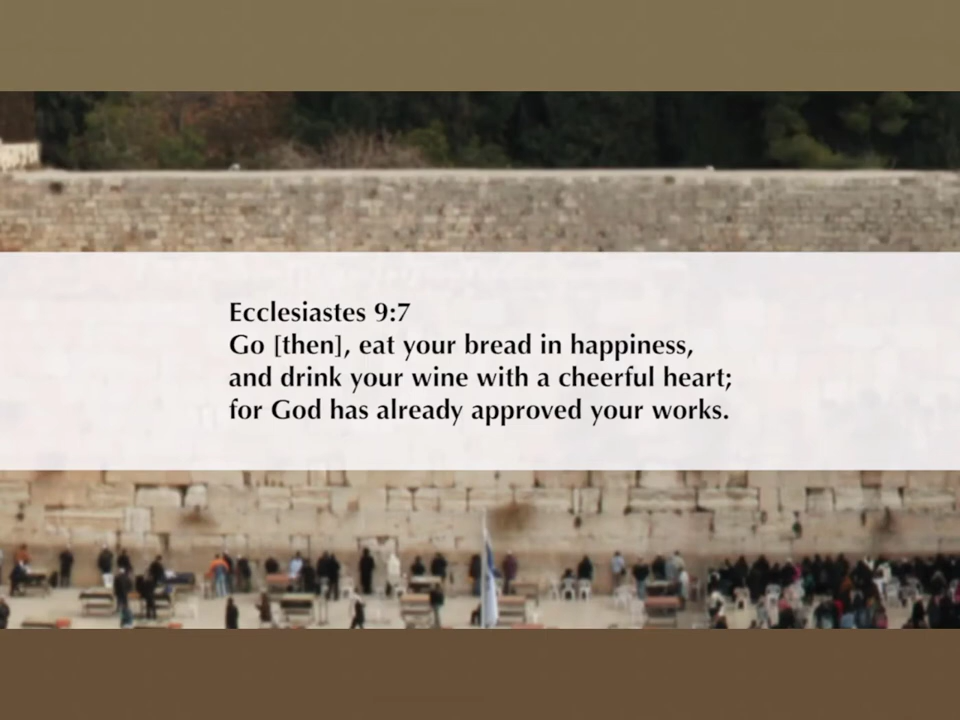 Ecclesiastes 9:7
Go [then], eat your bread in happiness,
and drink your wine with a cheerful heart;
for God has already approved your works.